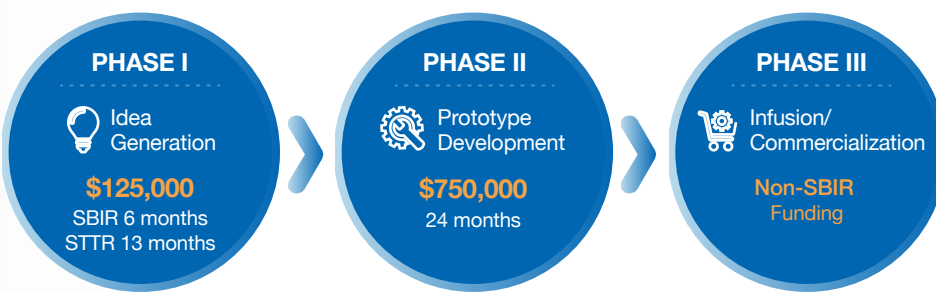 PHASE I
Idea
Generation
$125,000
SBIR 6 months
STTR 13 months
PHASE II
Prototype
Development
$750,000
24 months
PHASE III
Infusion/
Commercialization
Non-SBIR
Funding